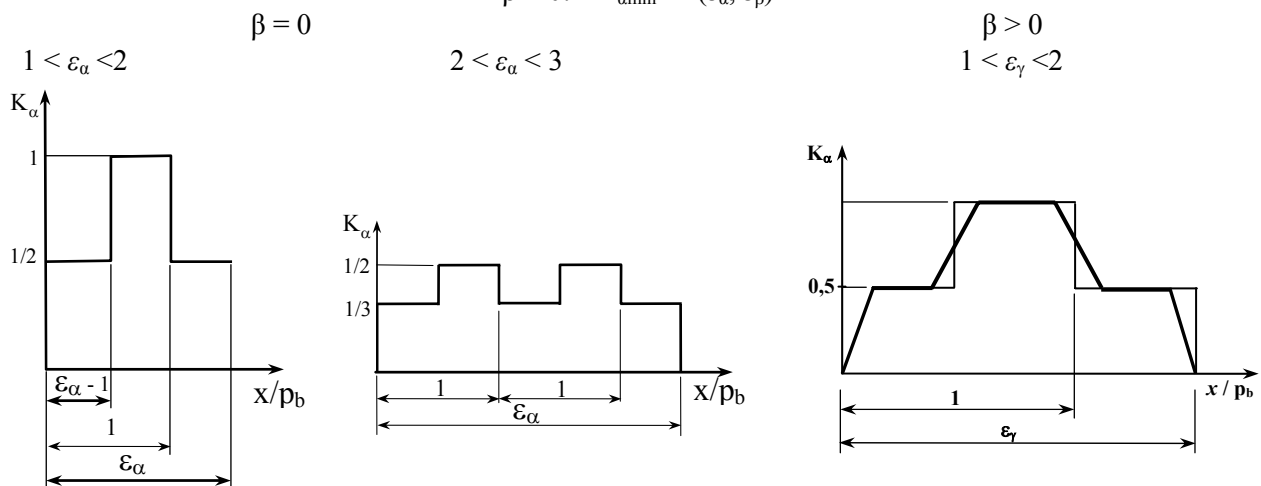 β = 0
β > 0
1 < εα <2
2 < εα < 3
1 < εγ <2
Kα
1
1/2
εα - 1
x/pb
1
εα
Kα
1/2
1/3
x/pb
1
1
εα
Kα
0,5
x / pb
1
εγ